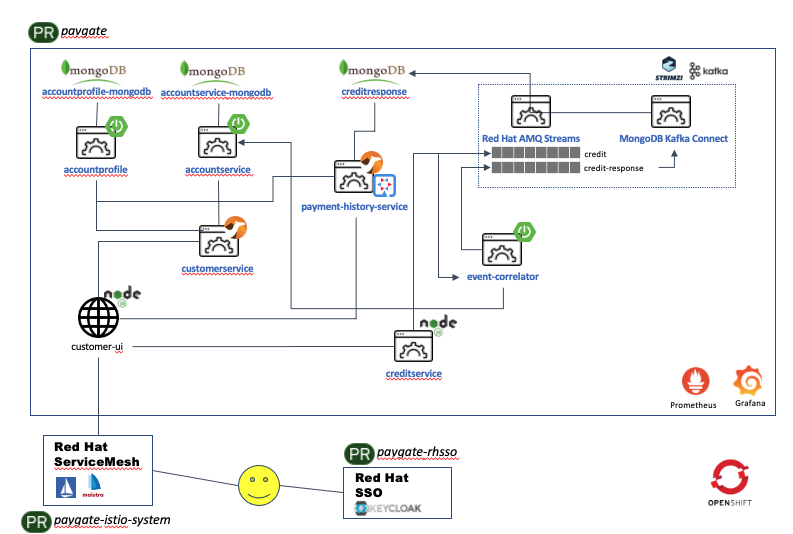 PR paygate
mongoDB
mongoDB
mongoDB
STRIMZI
kafka
accountprofile-mongodb
accountservice-mongodb
creditresponse
Red Hat AMQ Streams
MongoDB Kafka Connect
credit
credit-response
accountprofile
accountservice
payment-history-service
customerservice
event-correlator
node
JS
customer-ui
node
JS
creditservice
Prometheus
Grafana
Red Hat
ServiceMesh
maistra
PR paygate-istio-system
PR paygate-rhsso
Red Hat
SSO
KEYCLOAK
OPENSHIFT